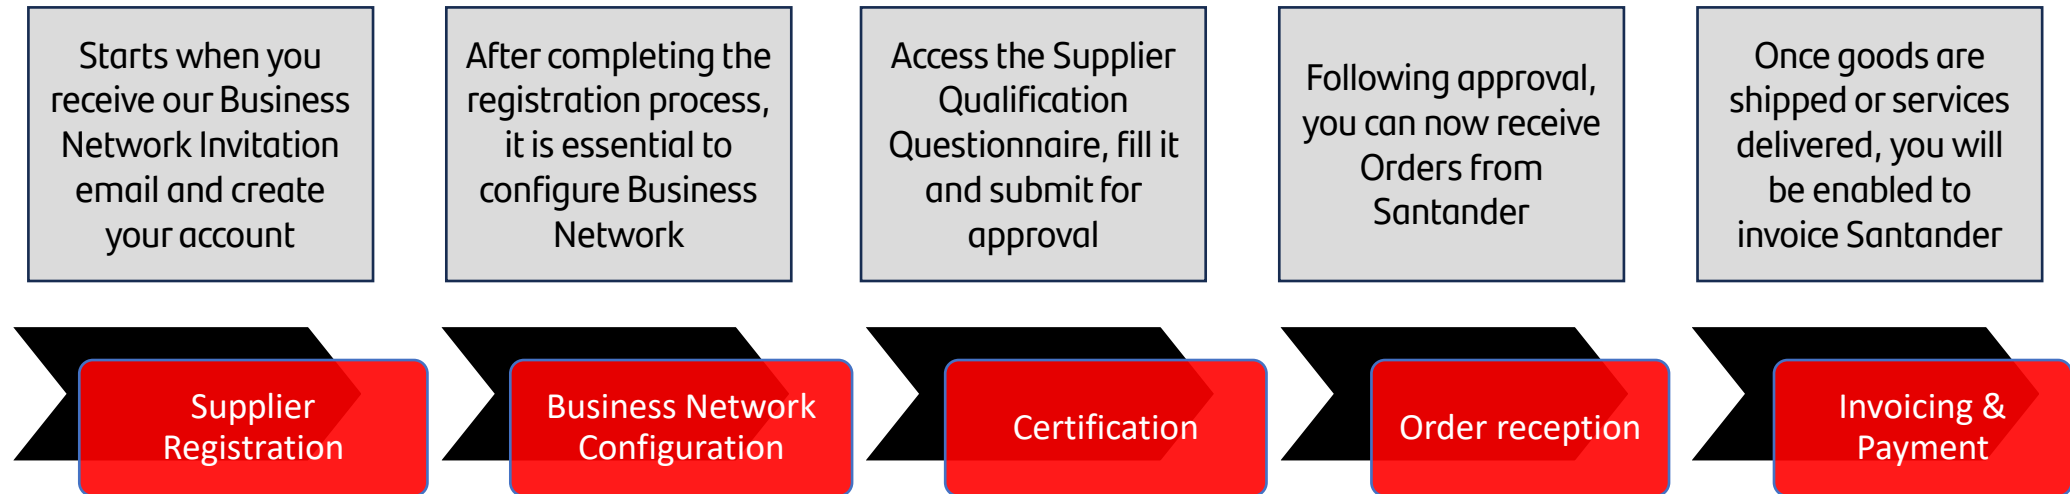 Starts when you
receive our Business
Network Invitation
email and create
your account
After completing the
registration process,
it is essential to
configure Business
Network
Access the Supplier
Qualification
Questionnaire, fill it
and submit for
approval
Following approval,
you can now receive
Orders from
Santander
Once goods are
shipped or services
delivered, you will
be enabled to
invoice Santander
Supplier
Registration
Business Network
Configuration
Certification
Order reception
Invoicing &
Payment